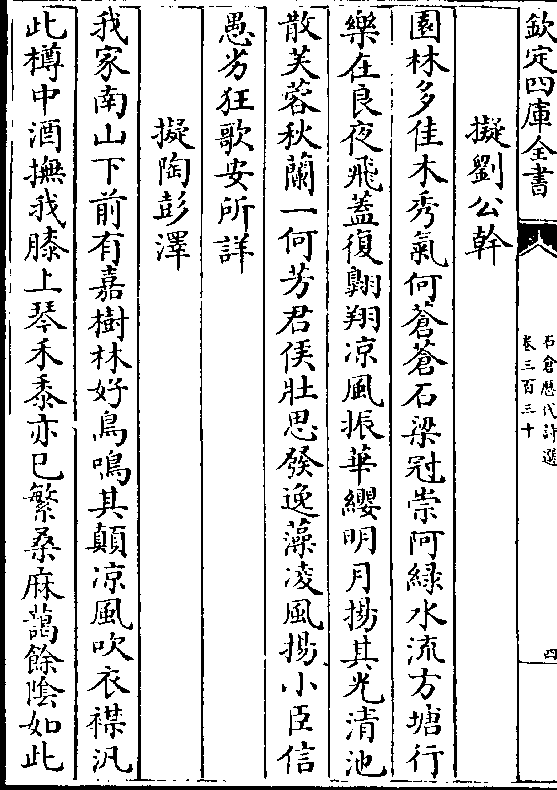 欽定四庫全書
石倉歷代詩選
卷三百三十
四
擬劉公幹
園林多佳木秀氣何蒼蒼石梁冠崇阿緑水流方塘行
樂在良夜飛蓋復翺翔凉風振華纓明月揚其光清池
散芙蓉秋蘭一何芳君侯壯思發逸藻凌風揚小臣信
愚劣狂歌安所詳
擬陶彭澤
我家南山下前有嘉樹林好鳥鳴其顛凉風吹衣襟汎
此樽中酒撫我膝上琴禾黍亦已繁桑麻藹餘隂如此